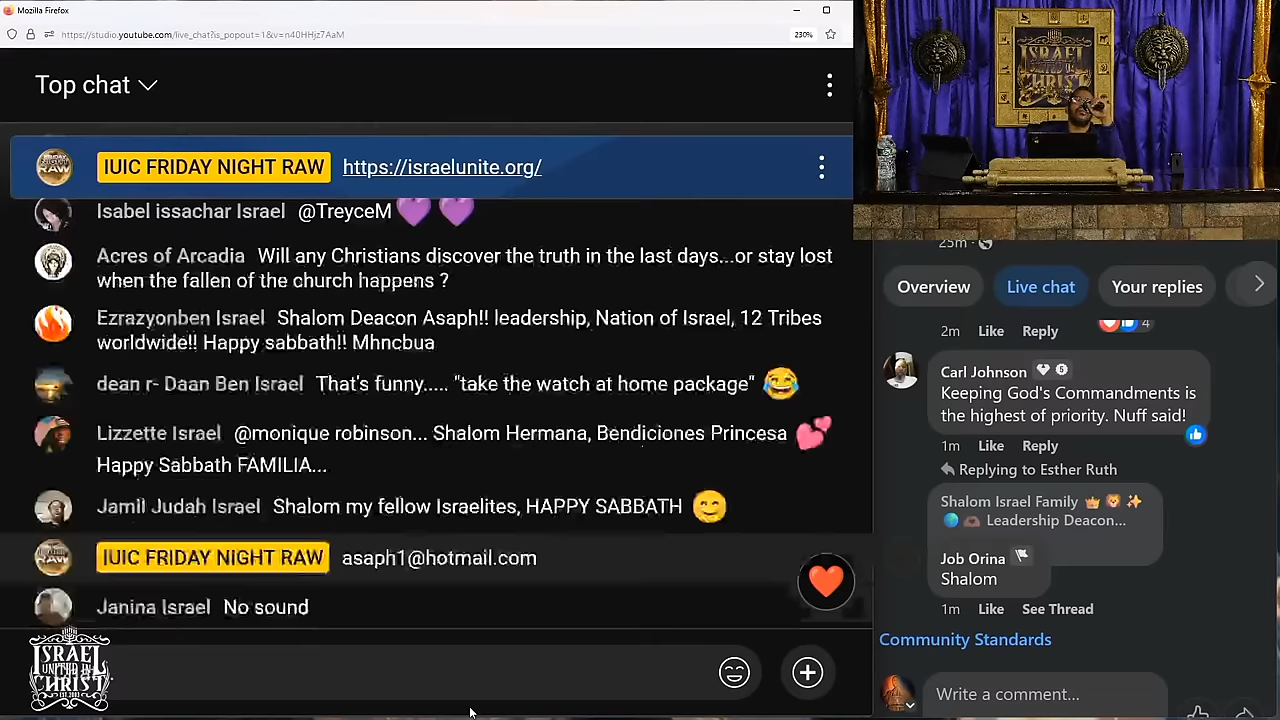 Mozilla Firefox
https://studio.youtube.com/live_chat?is_popout=1&v=n40HHjz7AaM
230%
Top chat
IUIC FRIDAY NIGHT RAW https://israelunite.org/
Isabel issachar Israel @TreyceM
Acres of Arcadia Will any Christians discover the truth in the last days...or stay lost
when the fallen of the church happens ?
Ezrazyonben Israel Shalom Deacon Asaph!! leadership, Nation of Israel, 12 Tribes
worldwide!! Happy sabbath!! Mhncbua
dean r- Daan Ben Israel That's funny..... "take the watch at home package"
Lizzette Israel @monique robinson... Shalom Hermana, Bendiciones Princesa
Happy Sabbath FAMILIA...
Jamil Judah Israel Shalom my fellow Israelites, HAPPY SABBATH
IUIC FRIDAY NIGHT RAW asaph1@hotmail.com
Janina Israel No sound
ISRAEL
UNITED IN
CHRIST
EST. 2003
ISRAEL
UNITED IN
CHRIST
25m
Overview
Live chat
Your replies
2m Like Reply
4
Carl Johnson
Keeping God's Commandments is
the highest of priority. Nuff said!
1m Like Reply
Replying to Esther Ruth
Shalom Israel Family
Leadership Deacon...
Job Orina
Shalom
1m Like See Thread
Community Standards
Write a comment...